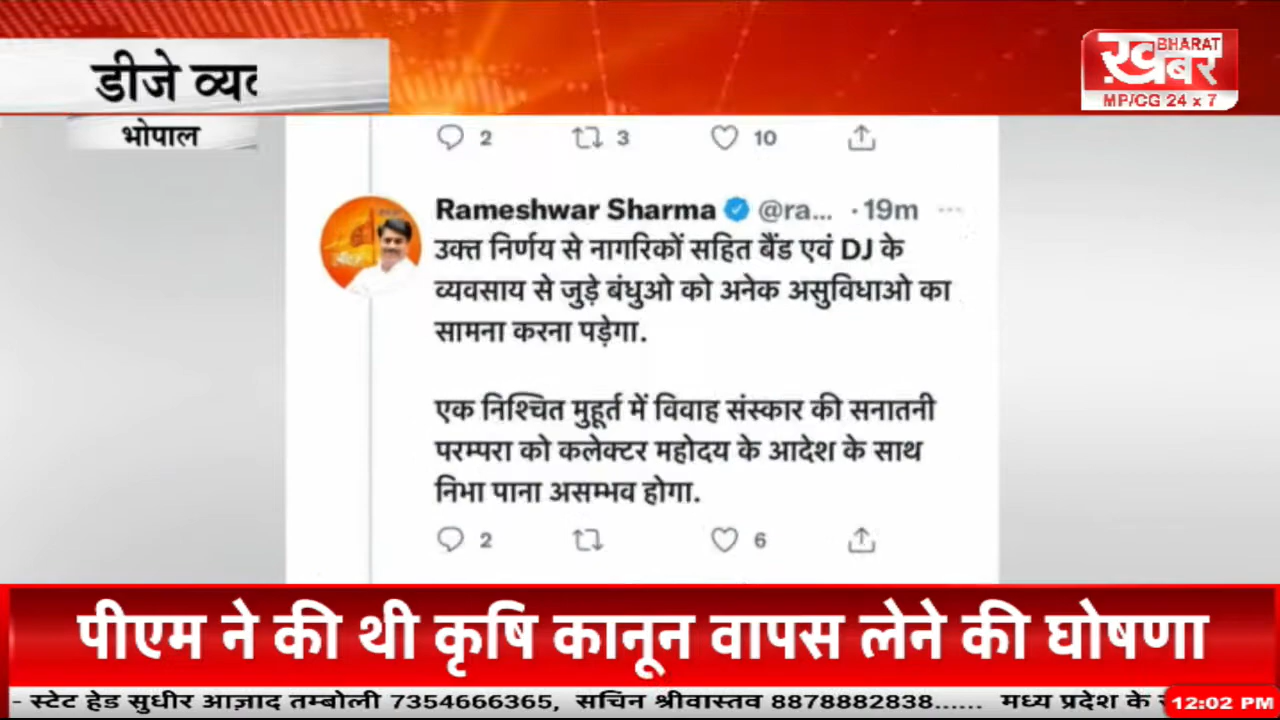 डीजे
भोपाल
BHARAT
ख़बर
MP/CG 24 x 7
2 3 10
Rameshwar Sharma @ra... · 19m ...
उक्त निर्णय से नागरिकों सहित बैंड एवं DJ के
व्यवसाय से जुड़े बंधुओ को अनेक असुविधाओ का
सामना करना पड़ेगा.
एक निश्चित मुहूर्त में विवाह संस्कार की सनातनी
परम्परा को कलेक्टर महोदय के आदेश के साथ
निभा पाना असम्भव होगा.
2 6
पीएम ने की थी कृषि कानून वापस लेने की घोषणा
- स्टेट हेड सुधीर आज़ाद तम्बोली 7354666365, सचिन श्रीवास्तव 8878882838...... मध्य प्रदेश के
12:02 PM